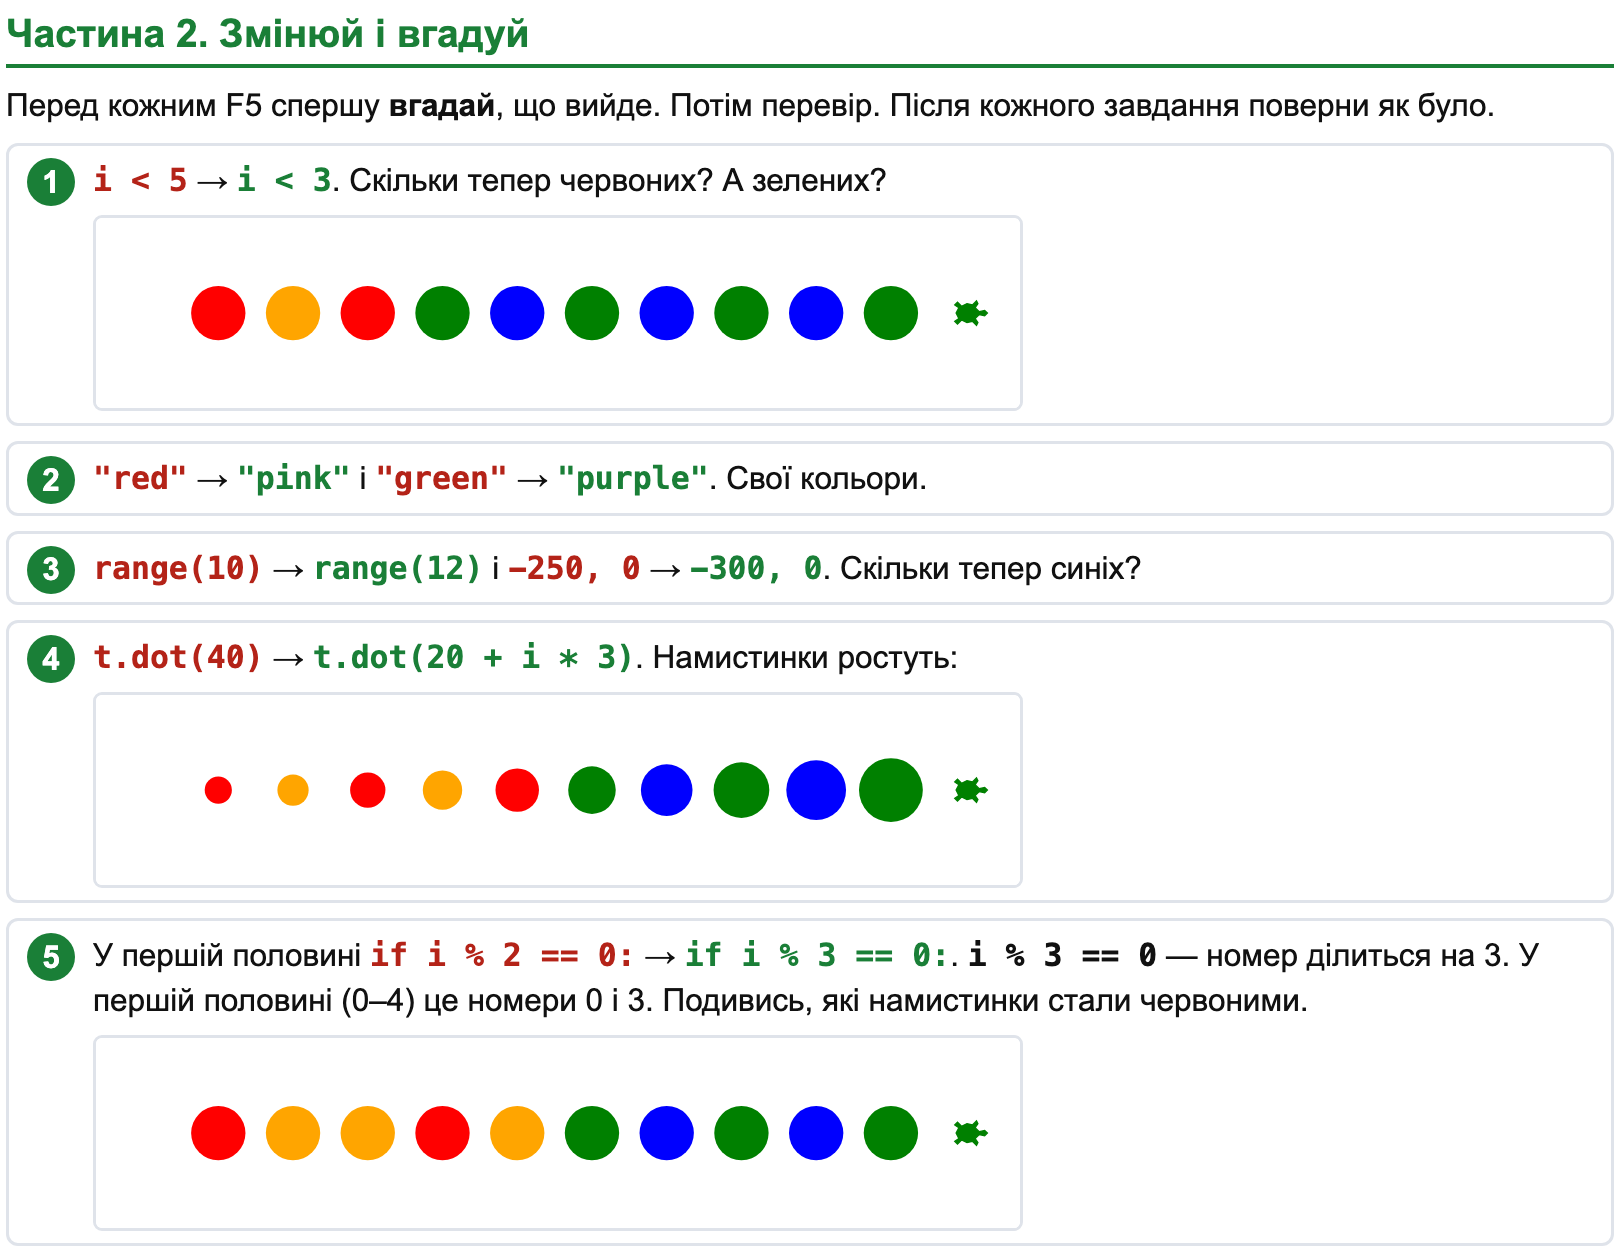 Частина 2. Змінюй і вгадуй
Перед кожним F5 спершу вгадай, що вийде. Потім перевір. Після кожного завдання поверни як було.
1 i < 5 → i < 3. Скільки тепер червоних? А зелених?
2 "red" → "pink" і "green" → "purple". Свої кольори.
3 range(10) → range(12) і -250, 0 → -300, 0. Скільки тепер синіх?
4 t.dot(40) → t.dot(20 + i * 3). Намистинки ростуть:
5 У першій половині if i % 2 == 0: → if i % 3 == 0:. i % 3 == 0 — номер ділиться на 3. У
першій половині (0–4) це номери 0 і 3. Подивись, які намистинки стали червоними.